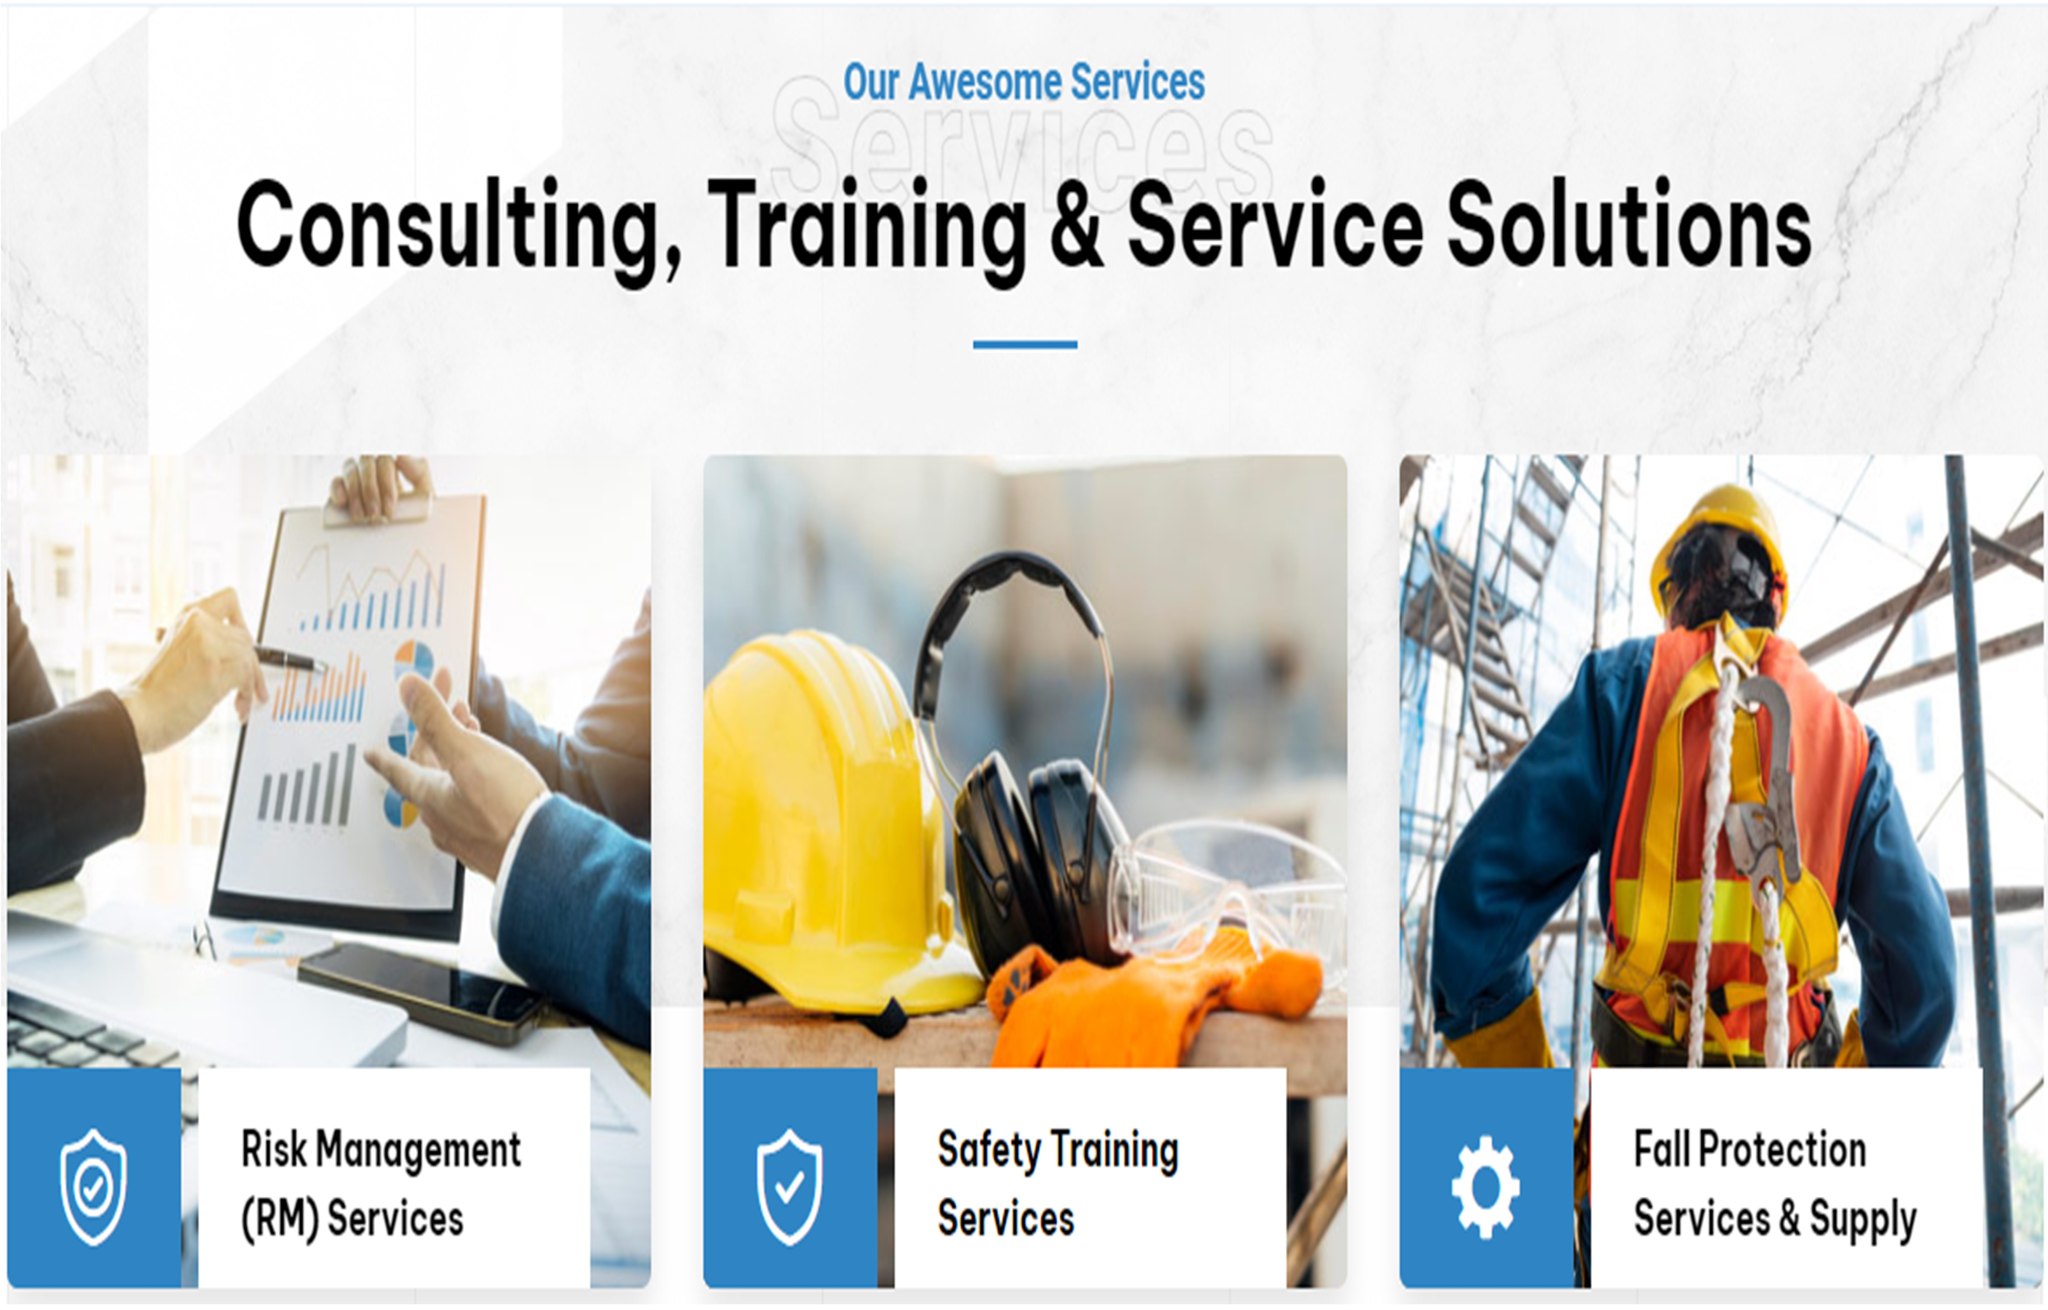 Our Awesome Services
Services
Consulting, Training & Service Solutions
Risk Management
(RM) Services
Safety Training
Services
Fall Protection
Services & Supply